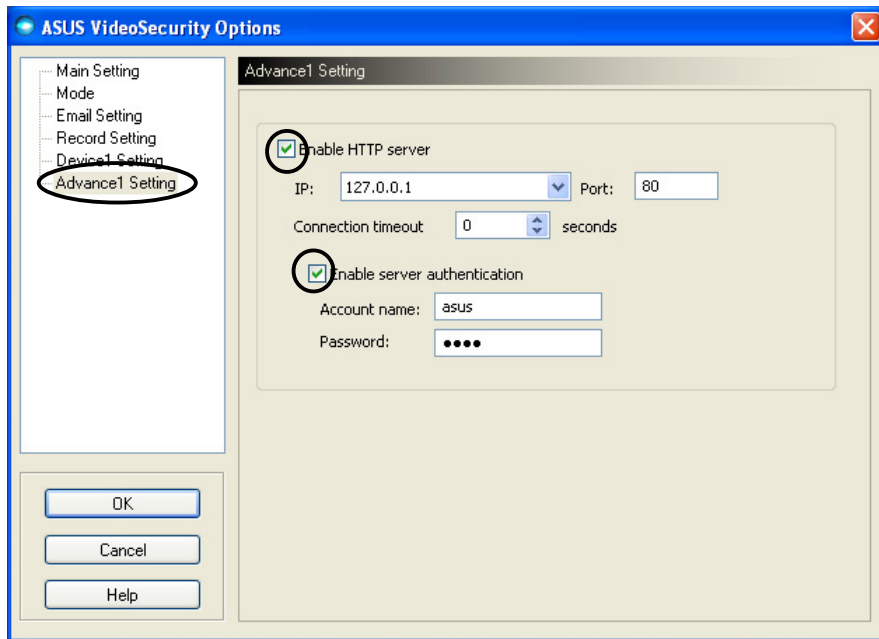 ASUS VideoSecurity Options
Main Setting
Mode
Email Setting
Record Setting
Device1 Setting
Advance1 Setting
OK
Cancel
Help
Advance1 Setting
Enable HTTP server
IP: 127.0.0.1 Port: 80
Connection timeout 0 seconds
Enable server authentication
Account name: asus
Password: ●●●●